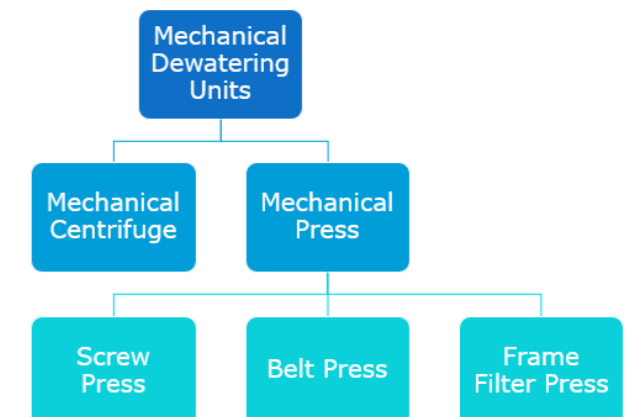 Mechanical
Dewatering
Units
Mechanical
Centrifuge
Mechanical
Press
Screw
Press
Belt Press
Frame
Filter Press